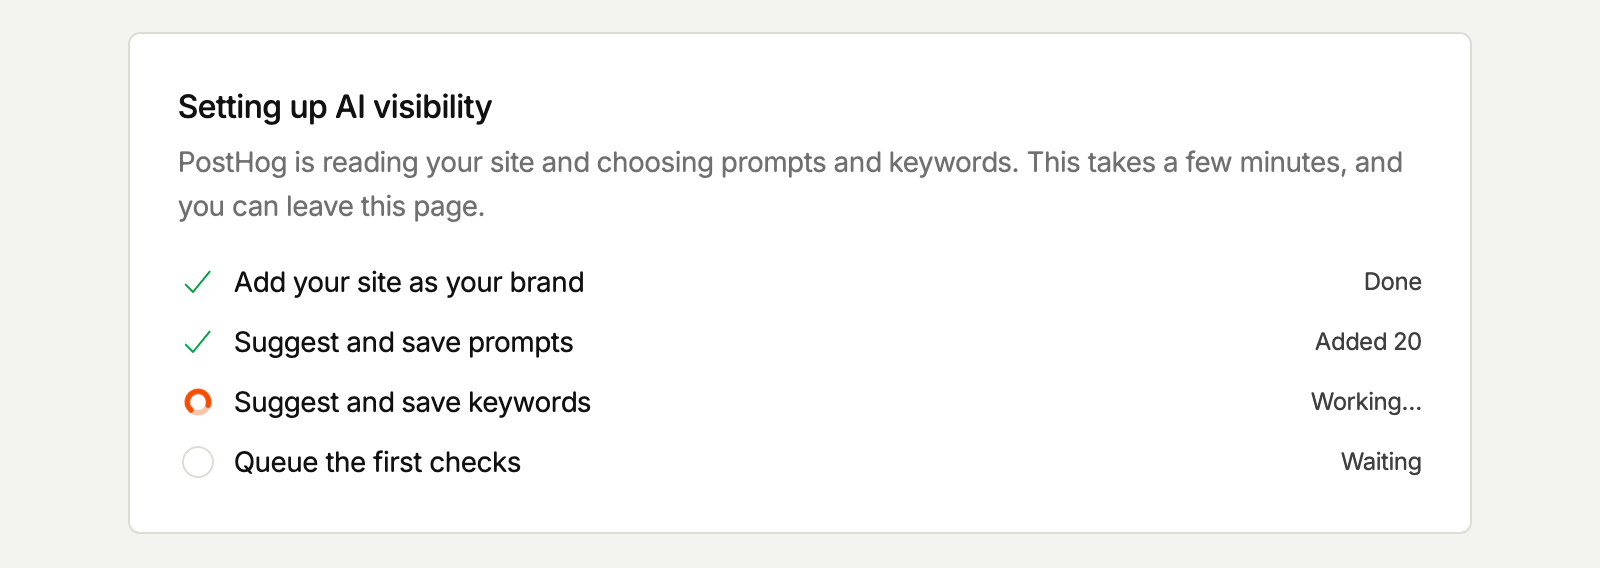 Setting up AI visibility
PostHog is reading your site and choosing prompts and keywords. This takes a few minutes, and
you can leave this page.
Add your site as your brand Done
Suggest and save prompts Added 20
Suggest and save keywords Working...
Queue the first checks Waiting